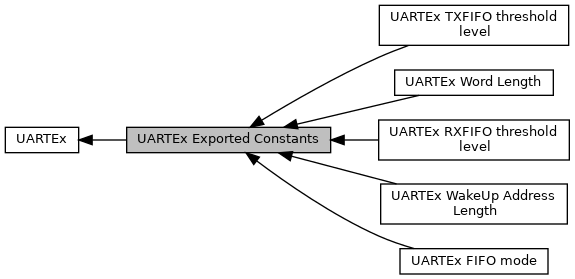 UARTEx TXFIFO threshold
level
UARTEx Word Length
UARTEx
UARTEx Exported Constants
UARTEx RXFIFO threshold
level
UARTEx WakeUp Address
Length
UARTEx FIFO mode